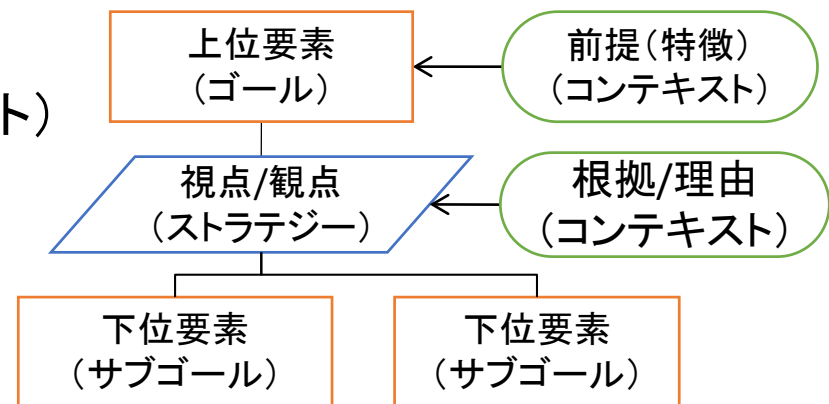 上位要素
(ゴール)
前提(特徴)
(コンテキスト)
ト)
視点/観点
(ストラテジー)
根拠/理由
(コンテキスト)
下位要素
(サブゴール)
下位要素
(サブゴール)